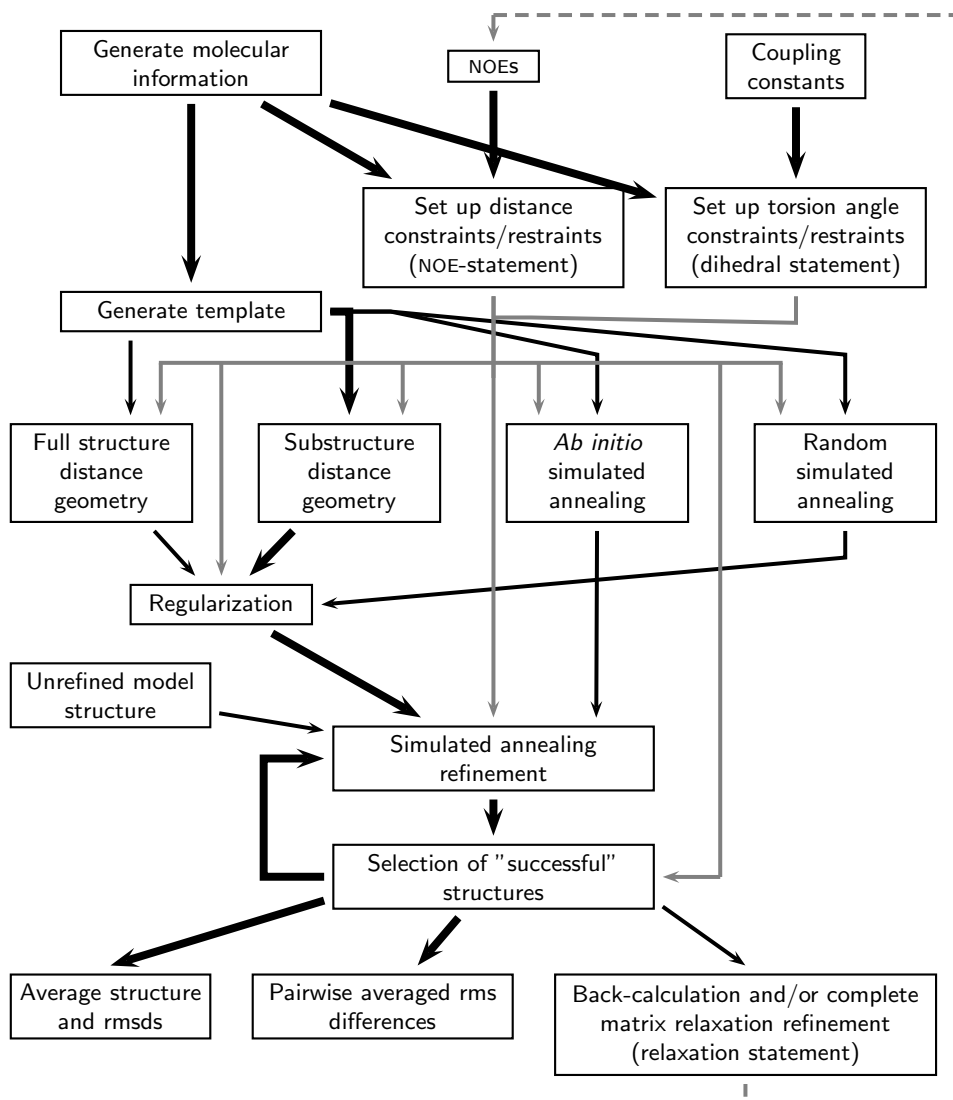 Generate molecular
information
NOEs
Coupling
constants
Set up distance
constraints/restraints
(NOE-statement)
Set up torsion angle
constraints/restraints
(dihedral statement)
Generate template
Full structure
distance
geometry
Substructure
distance
geometry
Ab initio
simulated
annealing
Random
simulated
annealing
Regularization
Unrefined model
structure
Simulated annealing
refinement
Selection of ”successful”
structures
Average structure
and rmsds
Pairwise averaged rms
differences
Back-calculation and/or complete
matrix relaxation refinement
(relaxation statement)